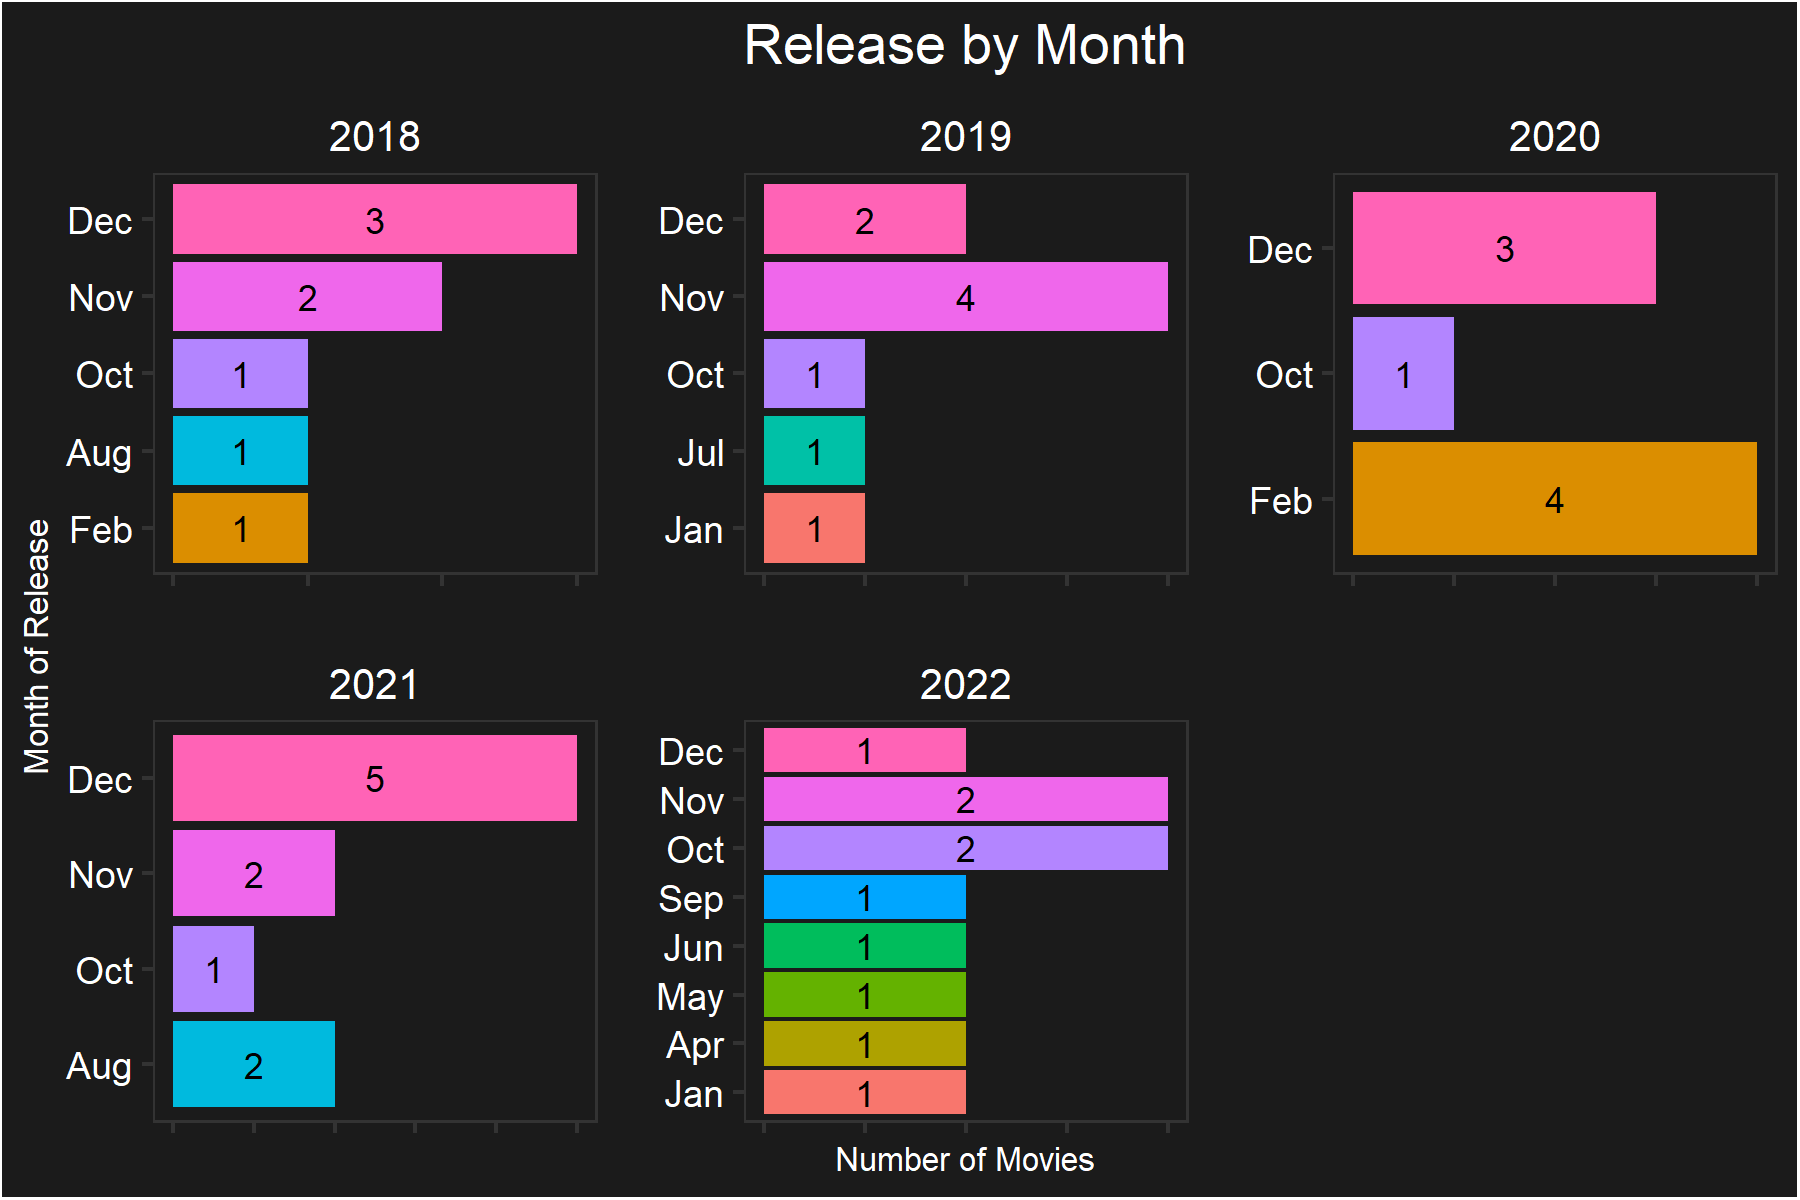 Release by Month
2018
Dec 3
Nov 2
Oct 1
Aug 1
Feb 1
2019
Dec 2
Nov 4
Oct 1
Jul 1
Jan 1
2020
Dec 3
Oct 1
Feb 4
Month of Release
2021
Dec 5
Nov 2
Oct 1
Aug 2
2022
Dec 1
Nov 2
Oct 2
Sep 1
Jun 1
May 1
Apr 1
Jan 1
Number of Movies